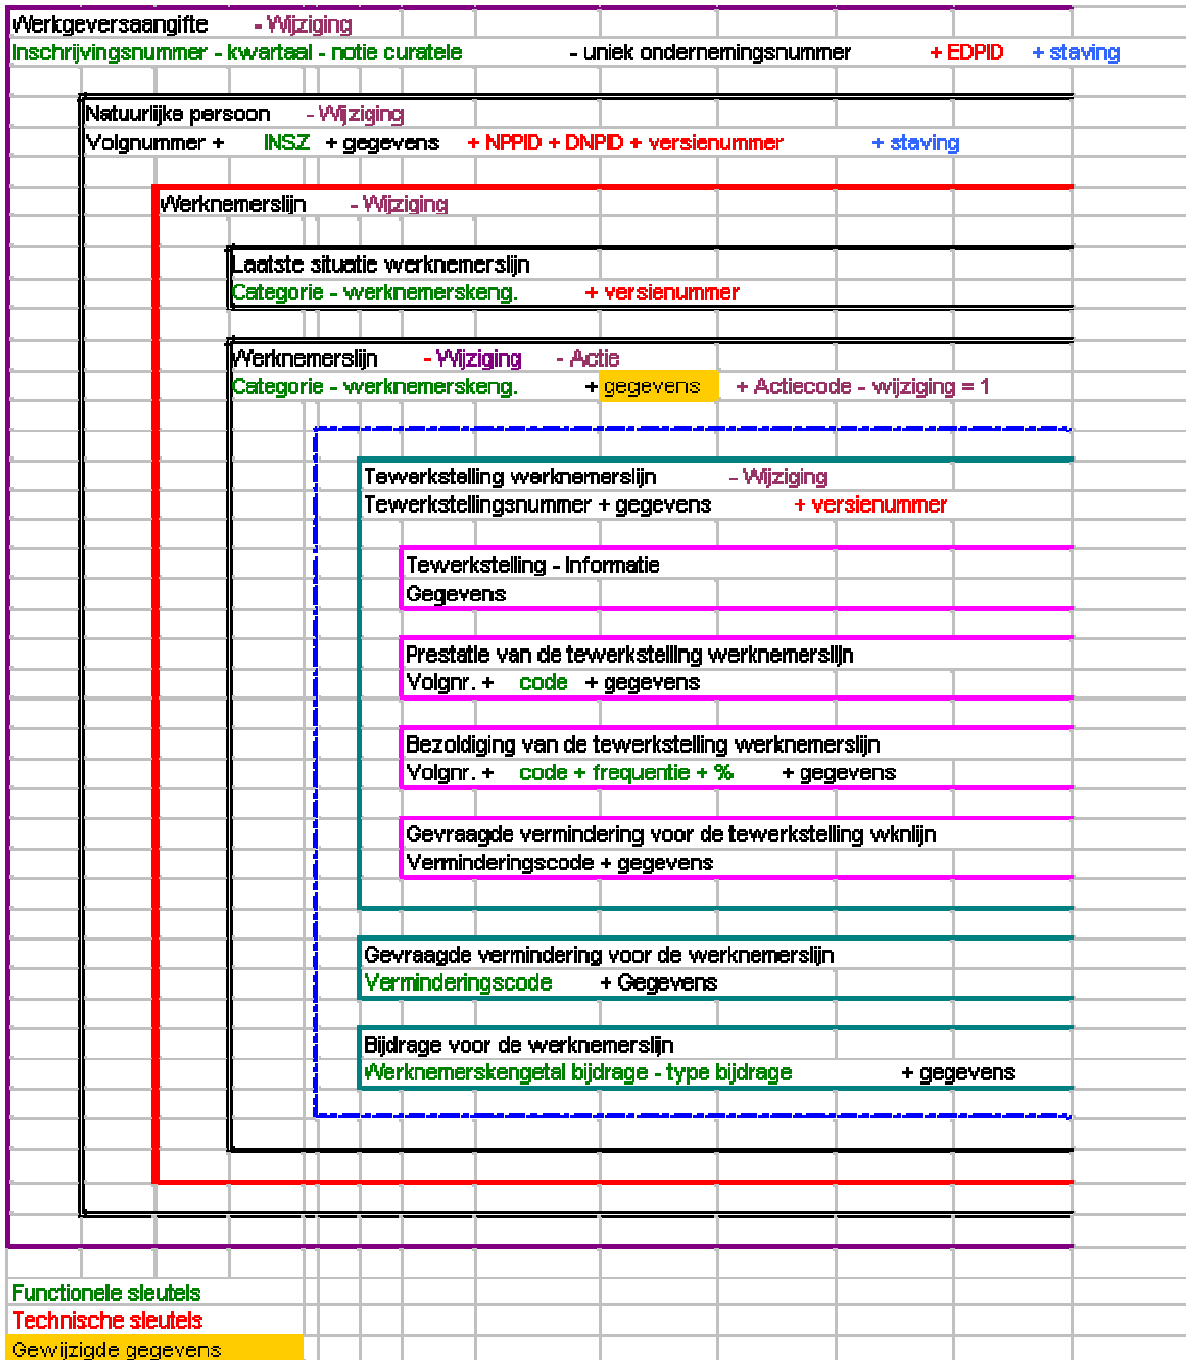 Werkgeversaangifte - Wijziging
Inschrijvingsnummer - kwartaal - notie curatele - uniek ondernemingsnummer + EDPID + staving
Natuurlijke persoon - Wijziging
Volgnummer + INSZ + gegevens + NPPID + DNPID + versienummer + staving
Werknemerslijn - Wijziging
Laatste situatie werknemerslijn
Categorie - werknemerskeng. + versienummer
Werknemerslijn - Wijziging - Actie
Categorie - werknemerskeng. + gegevens + Actiecode - wijziging = 1
Tewerkstelling werknemerslijn - Wijziging
Tewerkstellingsnummer + gegevens + versienummer
Tewerkstelling - Informatie
Gegevens
Prestatie van de tewerkstelling werknemerslijn
Volgnr. + code + gegevens
Bezoldiging van de tewerkstelling werknemerslijn
Volgnr. + code + frequentie + % + gegevens
Gevraagde vermindering voor de tewerkstelling wknlijn
Verminderingscode + gegevens
Gevraagde vermindering voor de werknemerslijn
Verminderingscode + Gegevens
Bijdrage voor de werknemerslijn
Werknemerskengetal bijdrage - type bijdrage + gegevens
Functionele sleutels
Technische sleutels
Gewijzigde gegevens